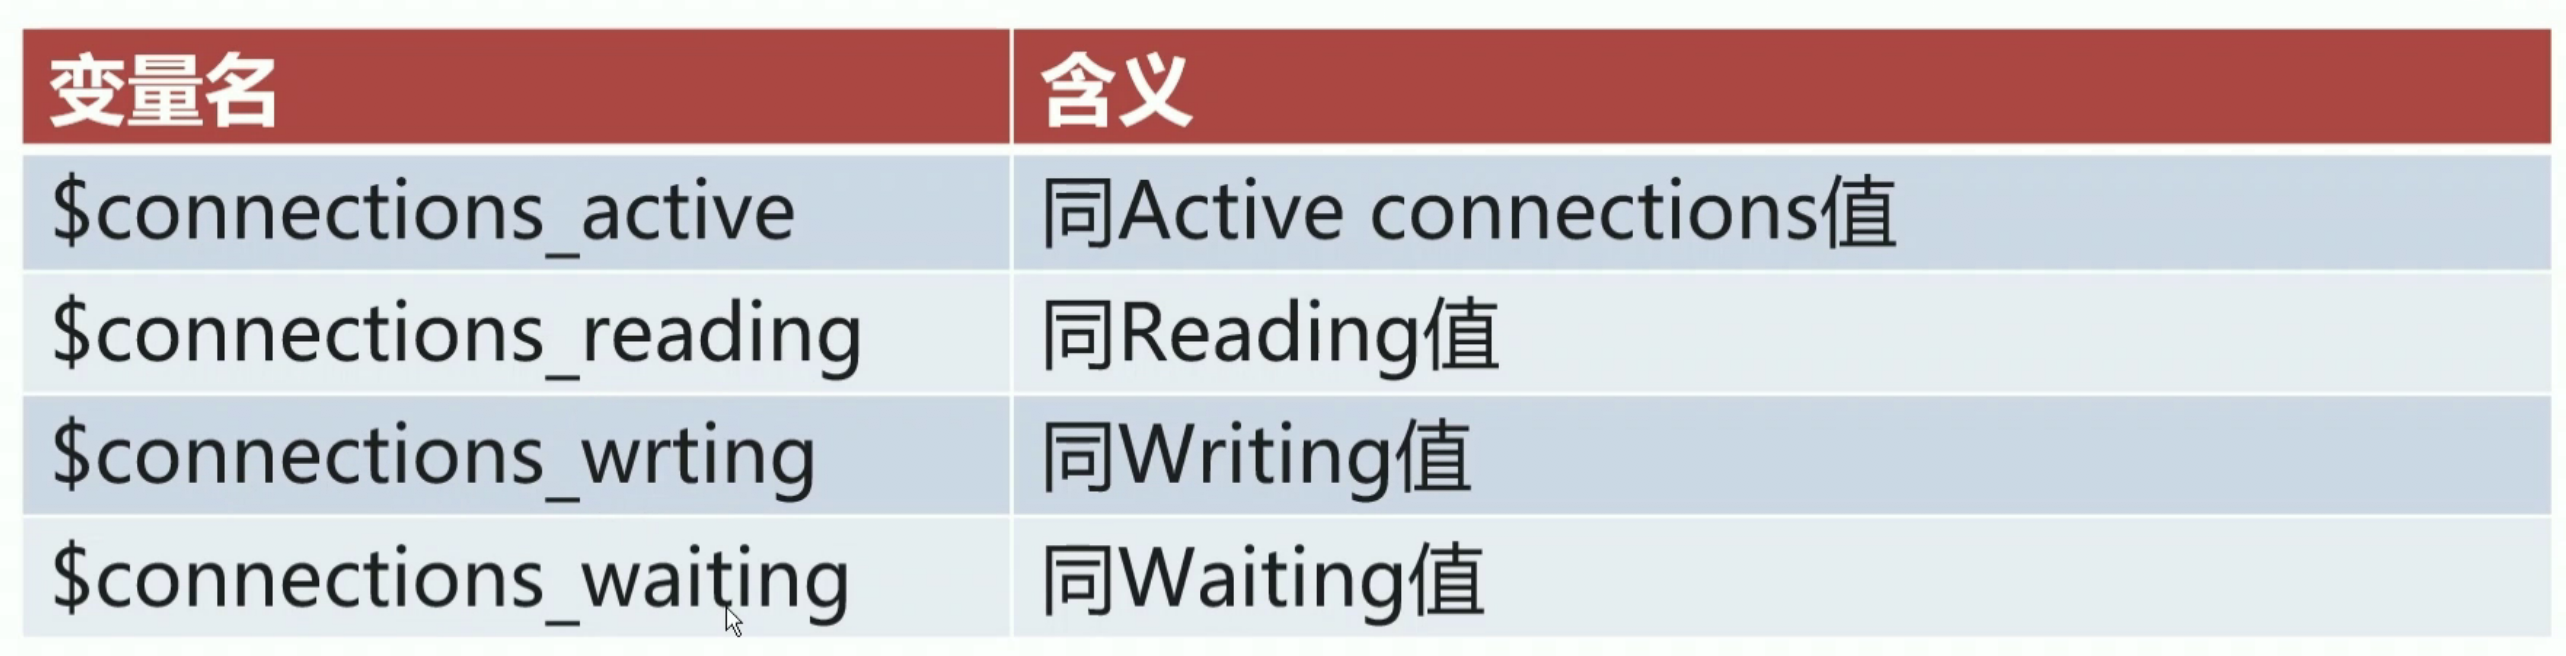 变量名 含义
$connections_active 同Active connections值
$connections_reading 同Reading值
$connections_wrting 同Writing值
$connections_waiting 同Waiting值